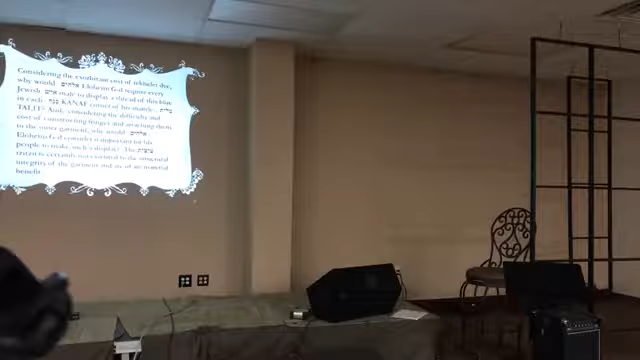 Considering the exorbitant cost of tekhelet dye,
why would אלהים Eloheim G-d require every
Jewish איש male to display a thread of this blue
in each כנף KANAF corner of his mantle טלית
TALIT? And, considering the difficulty and
cost of constructing fringes and attaching them
to the outer garment, why would אלהים
Eloheim G-d consider it important for his
people to make such a display? The ציצית
tzitzit is certainly not essential to the structural
integrity of the garment and are of no material
benefit.